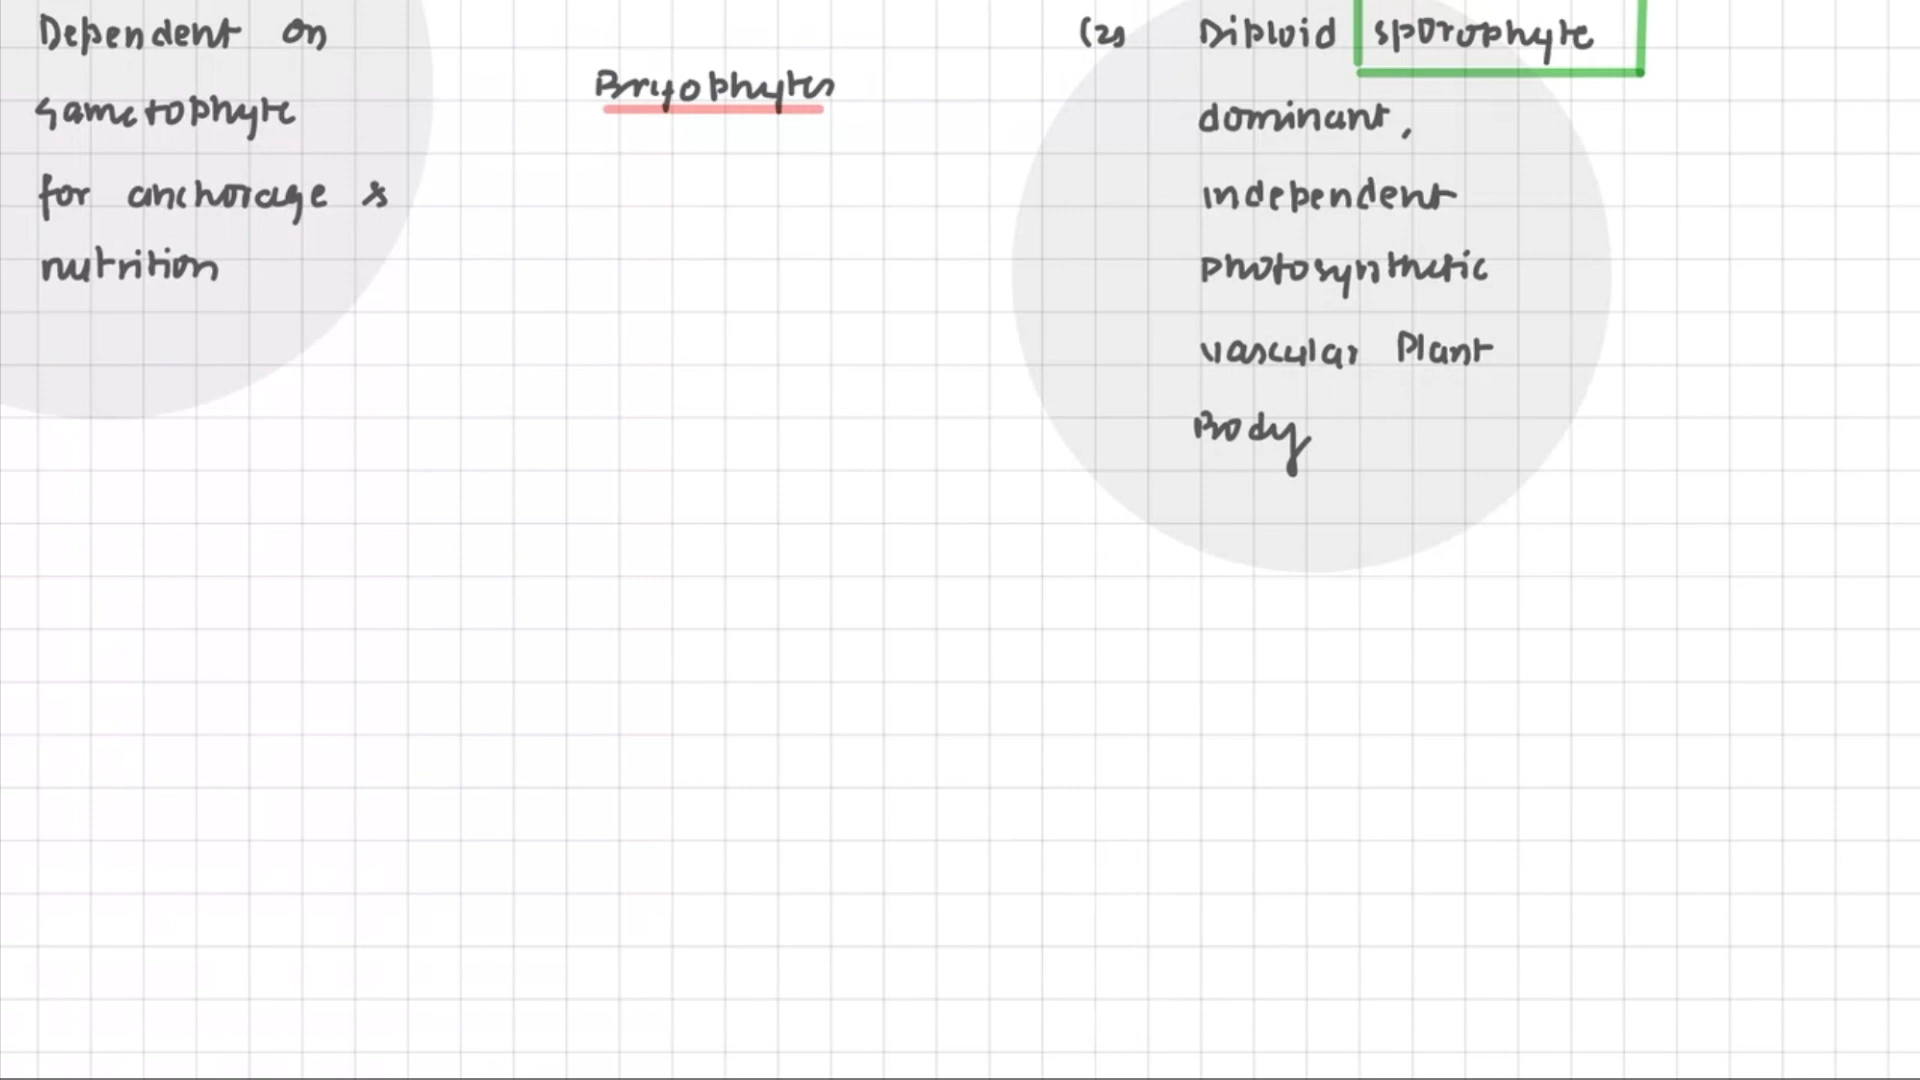 Dependent on
Gametophyte
for anchorage &
nutrition
Bryophytes
(2) Diploid sporophyte
dominant,
independent
photosynthetic
vascular Plant
Body